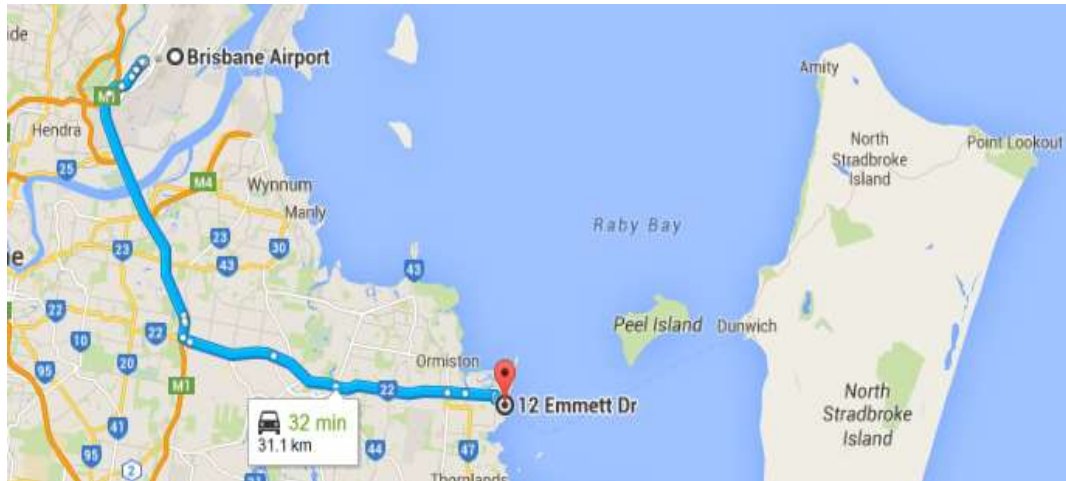 ide
Brisbane Airport
Amity
M1
Hendra
North
Stradbroke
Island
Point Lookout
25
M4
Wynnum
Manly
Raby Bay
23
23
30
43
43
ne
22
22
10
20
Peel Island
Dunwich
95
Ormiston
M1
22
12 Emmett Dr
North
Stradbroke
Island
32 min
31.1 km
41
95
44
47
2
Thornlands